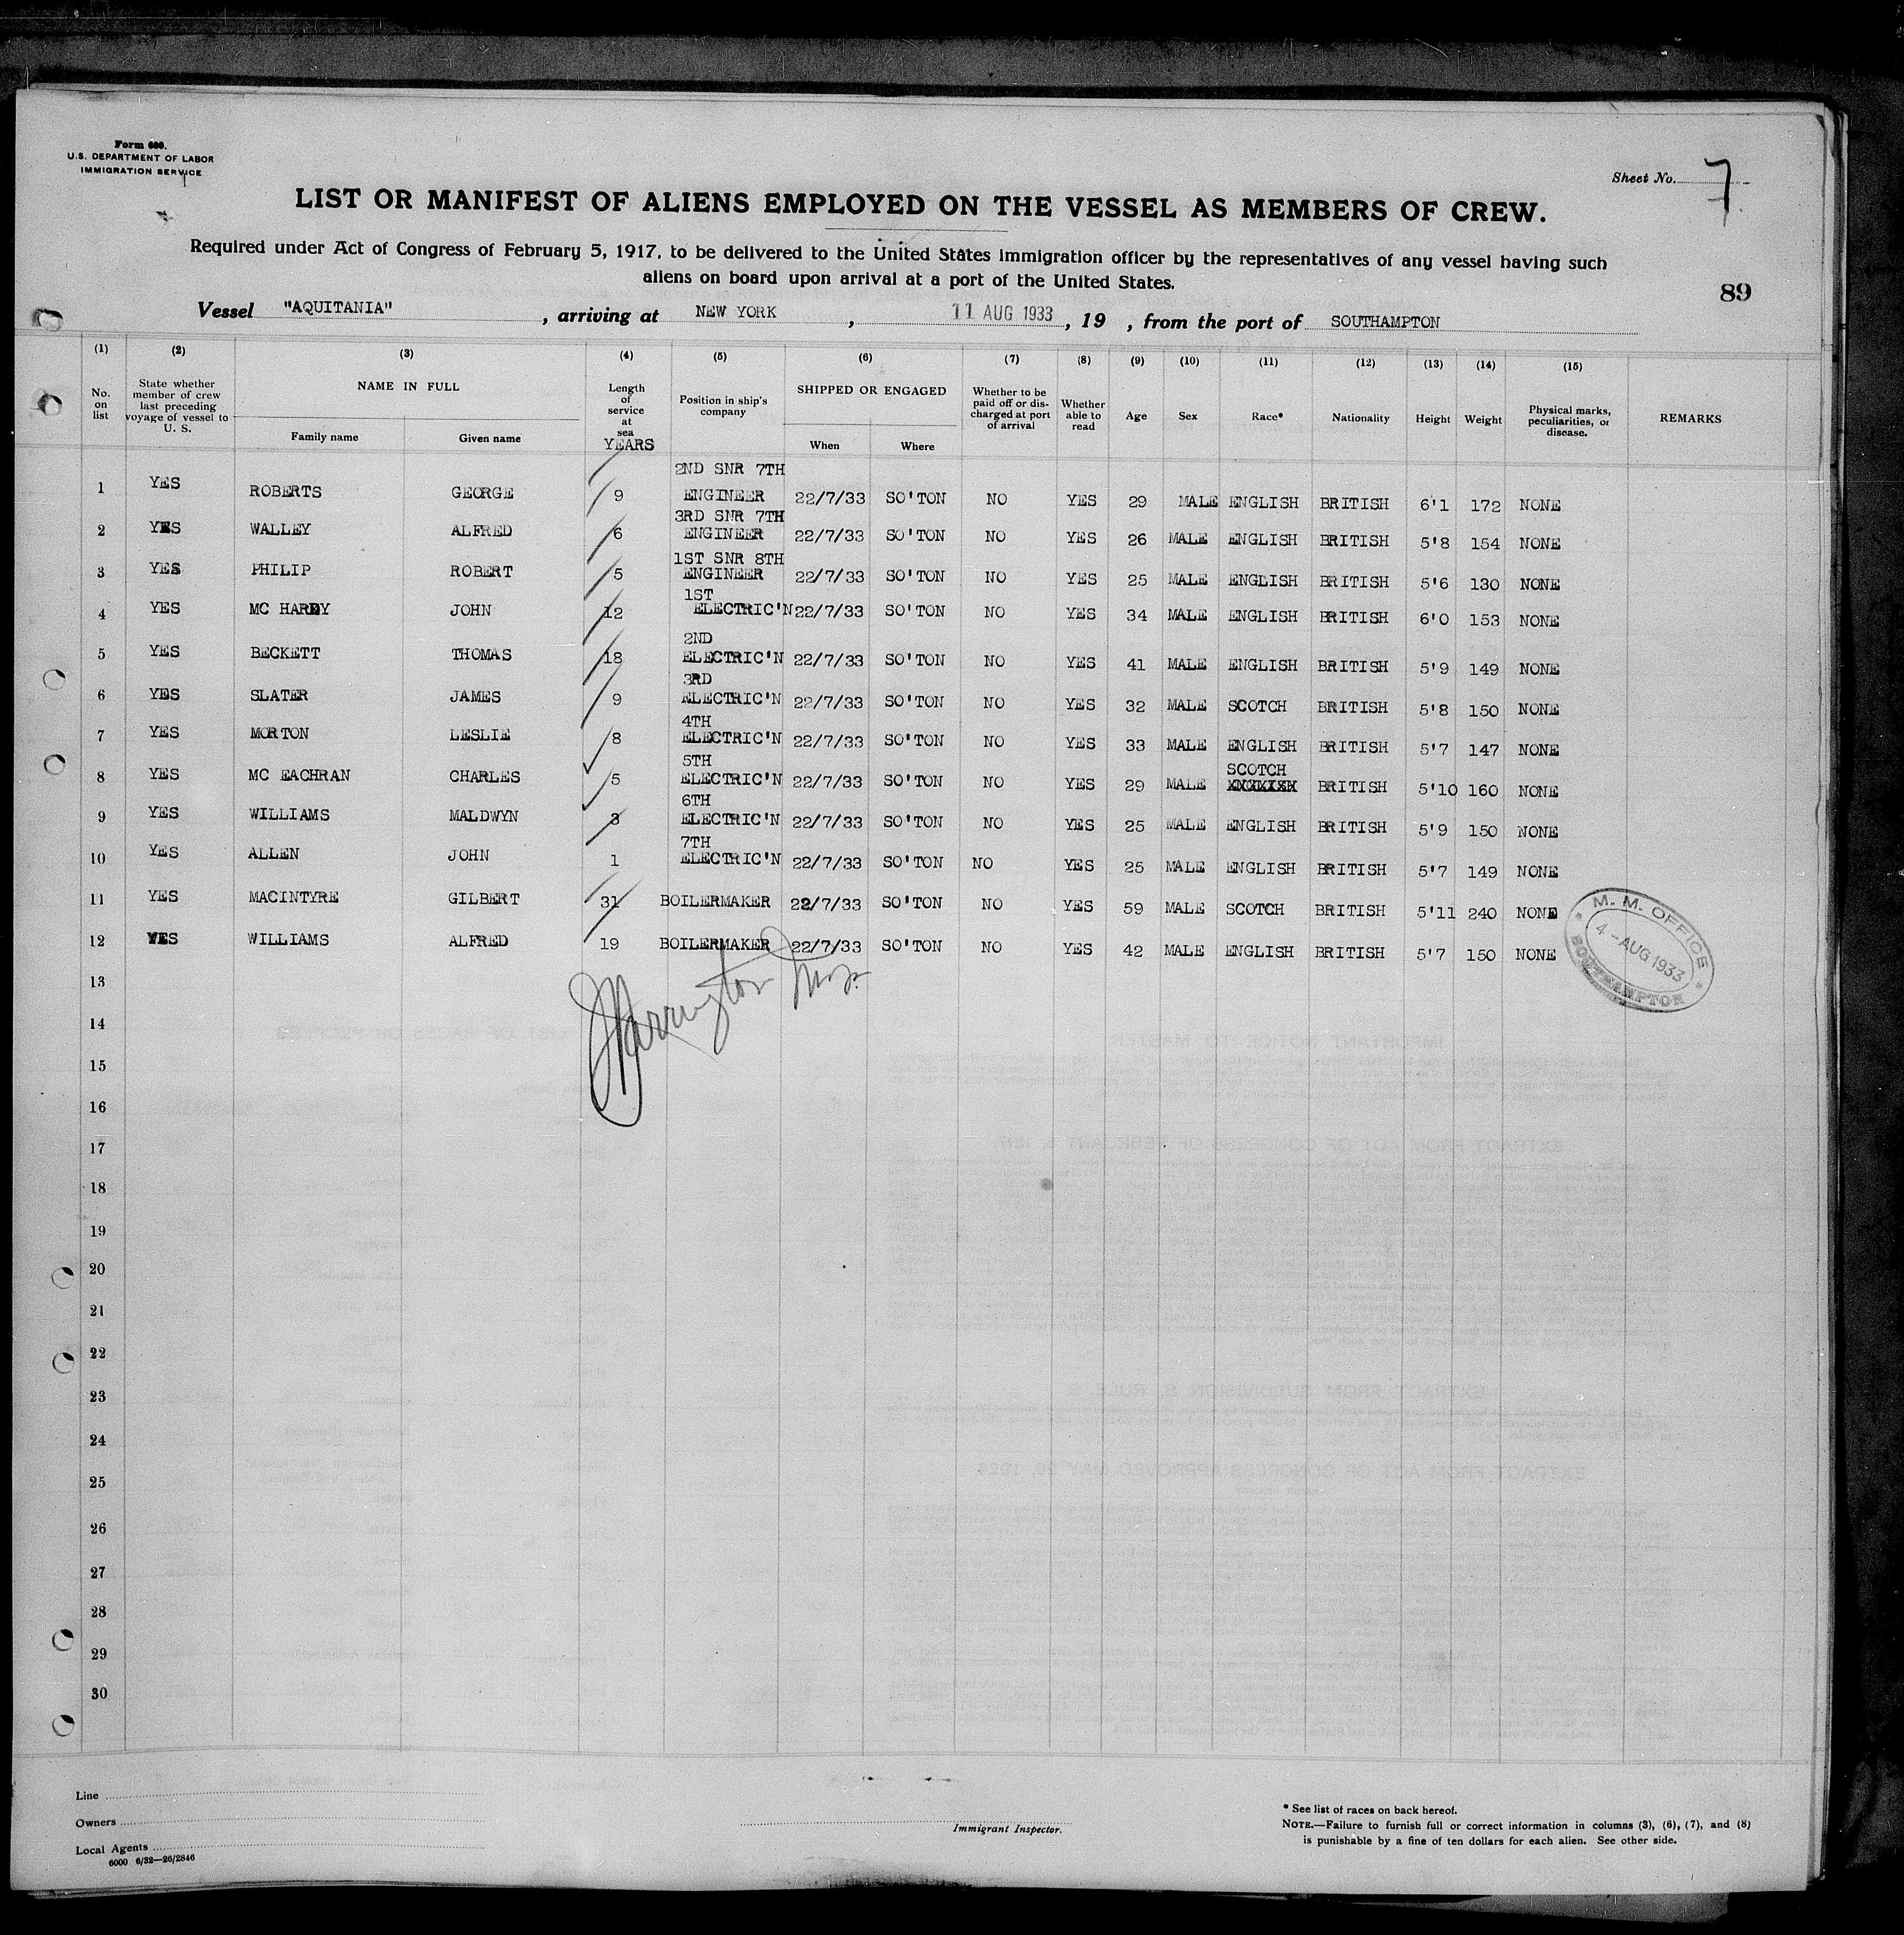 Form 680.
U.S. DEPARTMENT OF LABOR
IMMIGRATION SERVICE
Sheet No. 7
LIST OR MANIFEST OF ALIENS EMPLOYED ON THE VESSEL AS MEMBERS OF CREW.
Required under Act of Congress of February 5, 1917, to be delivered to the United States immigration officer by the representatives of any vessel having such
aliens on board upon arrival at a port of the United States.
89
Vessel "AQUITANIA", arriving at NEW YORK, 11 AUG 1933, 19 , from the port of SOUTHAMPTON
(1) (2) (3) (4) (5) (6) (7) (8) (9) (10) (11) (12) (13) (14) (15)
No. on list State whether member of crew last preceding voyage of vessel to U. S. NAME IN FULL Family name Given name Length of service at sea YEARS Position in ship's company SHIPPED OR ENGAGED When Where Whether to be paid off or discharged at port of arrival Whether able to read Age Sex Race* Nationality Height Weight Physical marks, peculiarities, or disease. REMARKS
1 YES ROBERTS GEORGE 9 2ND SNR 7TH ENGINEER 22/7/33 SO'TON NO YES 29 MALE ENGLISH BRITISH 6'1 172 NONE
2 YES WALLEY ALFRED 6 3RD SNR 7TH ENGINEER 22/7/33 SO'TON NO YES 26 MALE ENGLISH BRITISH 5'8 154 NONE
3 YES PHILIP ROBERT 5 1ST SNR 8TH ENGINEER 22/7/33 SO'TON NO YES 25 MALE ENGLISH BRITISH 5'6 130 NONE
4 YES MC HARDY JOHN 12 1ST ELECTRIC'N 22/7/33 SO'TON NO YES 34 MALE ENGLISH BRITISH 6'0 153 NONE
5 YES BECKETT THOMAS 18 2ND ELECTRIC'N 22/7/33 SO'TON NO YES 41 MALE ENGLISH BRITISH 5'9 149 NONE
6 YES SLATER JAMES 9 3RD ELECTRIC'N 22/7/33 SO'TON NO YES 32 MALE SCOTCH BRITISH 5'8 150 NONE
7 YES MORTON LESLIE 8 4TH ELECTRIC'N 22/7/33 SO'TON NO YES 33 MALE ENGLISH BRITISH 5'7 147 NONE
8 YES MC EACHRAN CHARLES 5 5TH ELECTRIC'N 22/7/33 SO'TON NO YES 29 MALE SCOTCH BRITISH 5'10 160 NONE
9 YES WILLIAMS MALDWYN 3 6TH ELECTRIC'N 22/7/33 SO'TON NO YES 25 MALE ENGLISH BRITISH 5'9 150 NONE
10 YES ALLEN JOHN 1 7TH ELECTRIC'N 22/7/33 SO'TON NO YES 25 MALE ENGLISH BRITISH 5'7 149 NONE
11 YES MACINTYRE GILBERT 31 BOILERMAKER 22/7/33 SO'TON NO YES 59 MALE SCOTCH BRITISH 5'11 240 NONE
12 YES WILLIAMS ALFRED 19 BOILERMAKER 22/7/33 SO'TON NO YES 42 MALE ENGLISH BRITISH 5'7 150 NONE
M. M. OFFICE
4-AUG 1933
SOUTHAMPTON
13
14
15
16
17
18
19
20
21
22
23
24
25
26
27
28
29
30
Line
Owners
Local Agents
6000 6/32—26/2846
Immigrant Inspector.
* See list of races on back hereof.
NOTE.—Failure to furnish full or correct information in columns (3), (6), (7), and (8)
is punishable by a fine of ten dollars for each alien. See other side.